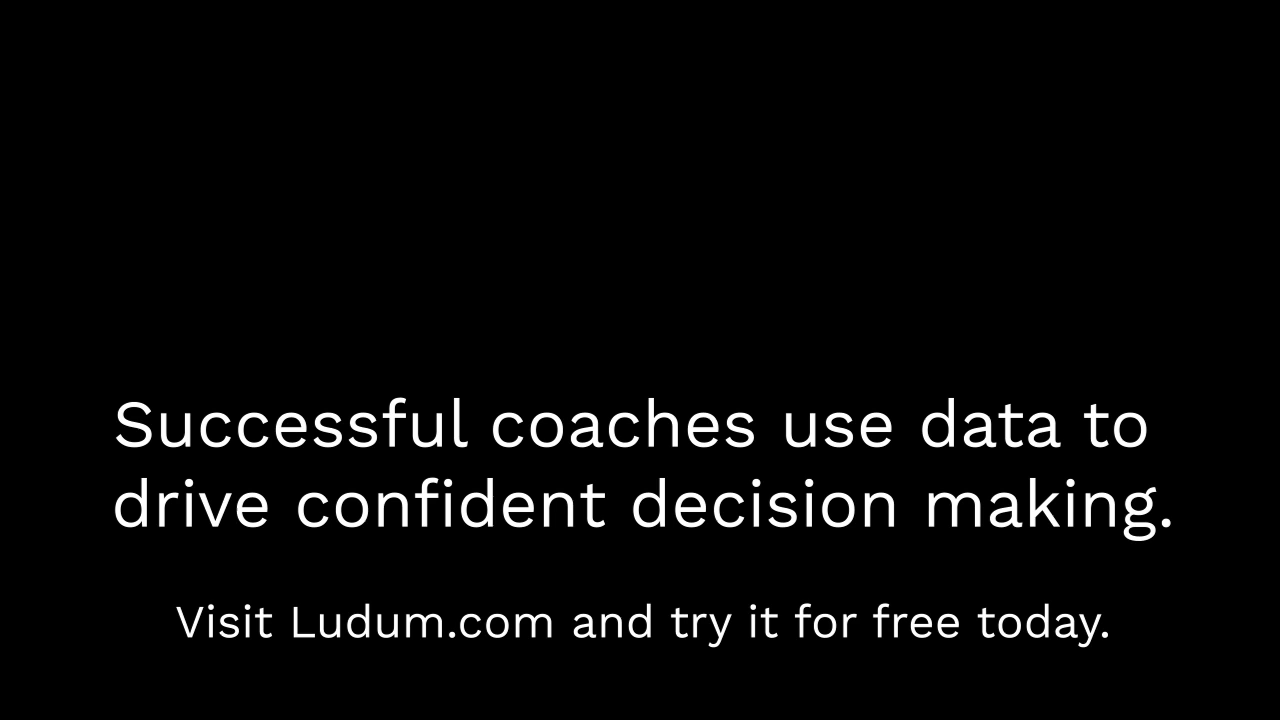 Successful coaches use data to
drive confident decision making.
Visit Ludum.com and try it for free today.